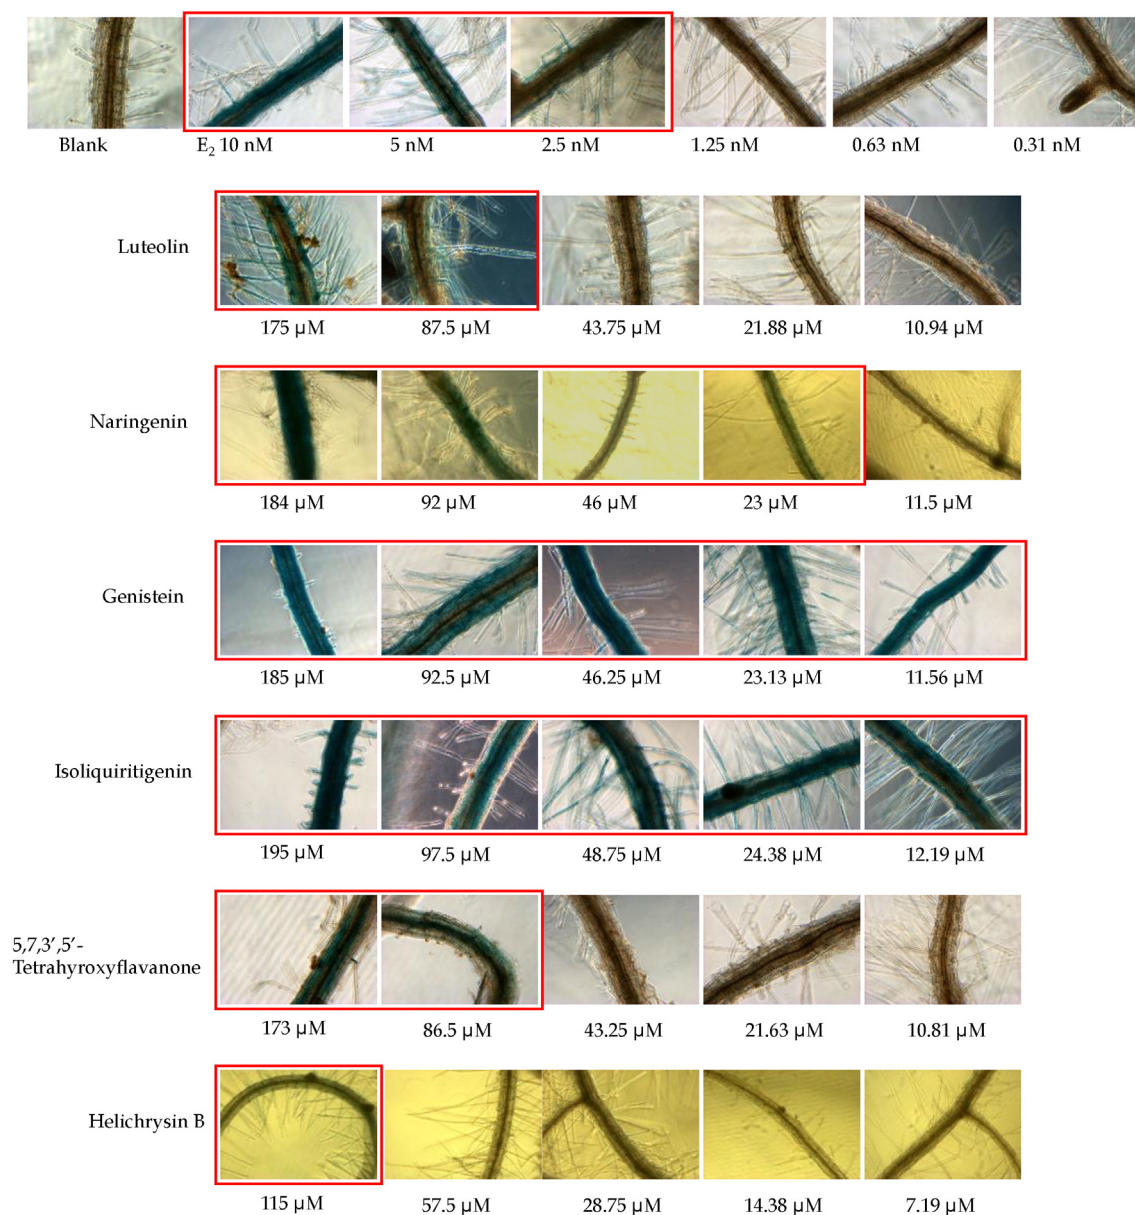 Blank E₂ 10 nM 5 nM 2.5 nM 1.25 nM 0.63 nM 0.31 nM
Luteolin
175 µM 87.5 µM 43.75 µM 21.88 µM 10.94 µM
Naringenin
184 µM 92 µM 46 µM 23 µM 11.5 µM
Genistein
185 µM 92.5 µM 46.25 µM 23.13 µM 11.56 µM
Isoliquiritigenin
195 µM 97.5 µM 48.75 µM 24.38 µM 12.19 µM
5,7,3′,5′-
Tetrahyroxyflavanone
173 µM 86.5 µM 43.25 µM 21.63 µM 10.81 µM
Helichrysin B
115 µM 57.5 µM 28.75 µM 14.38 µM 7.19 µM